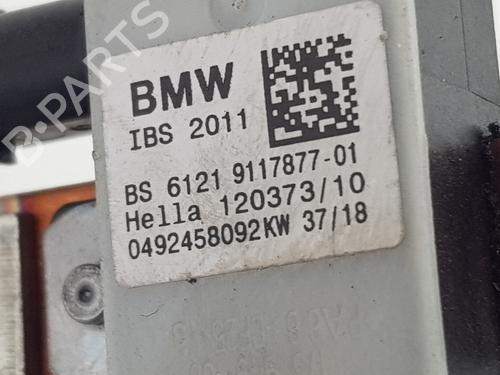 B-PARTS
BMW
IBS 2011
BS 6121 9117877-01
Hella 120373/10
0492458092KW 37/18